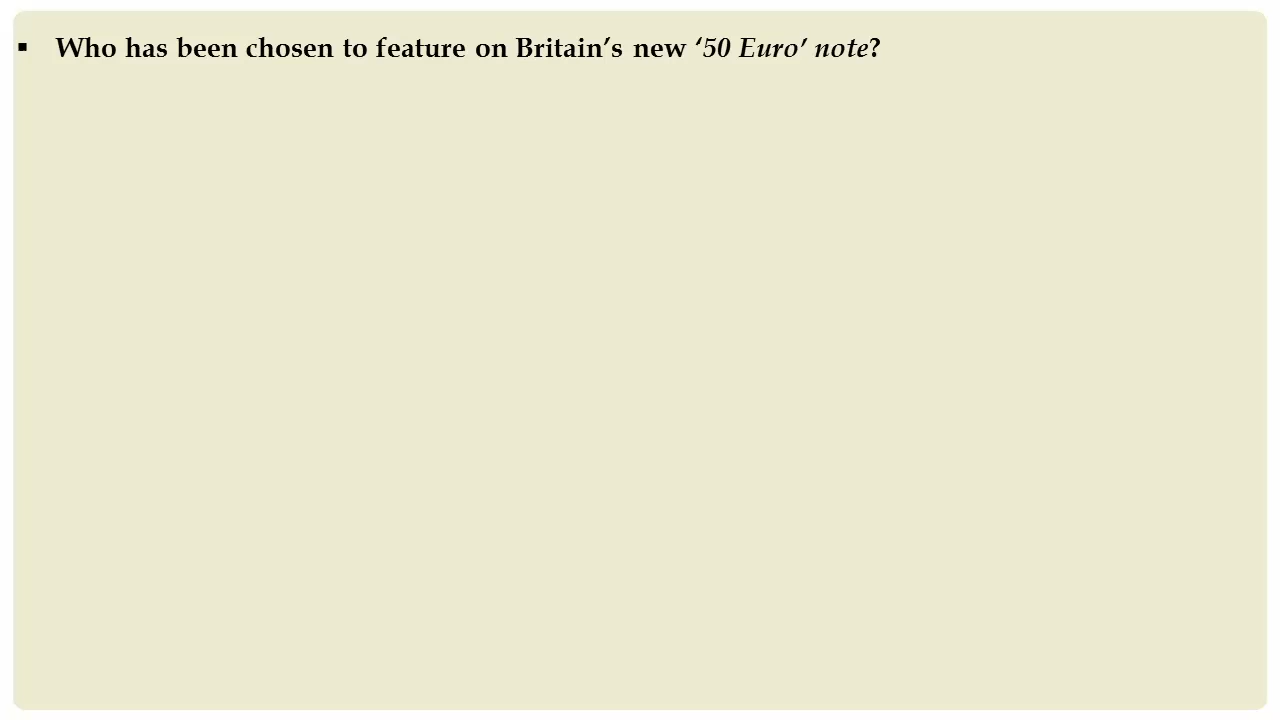 ▪ Who has been chosen to feature on Britain’s new ‘50 Euro’ note?